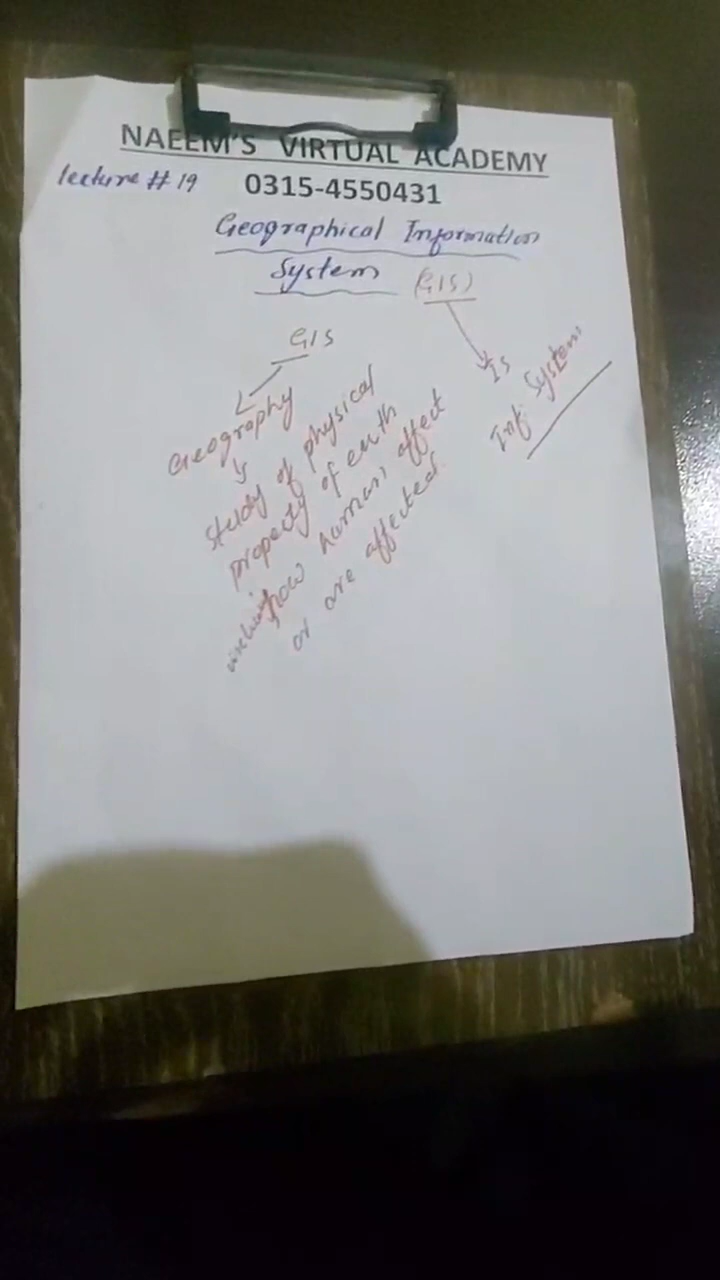 NAEEM'S VIRTUAL ACADEMY
lecture # 19
0315-4550431
Geographical Information
System (GIS)
GIS
Geography
study of physical
property of earth
how humans affect
or are affected.
Is
Inf. System